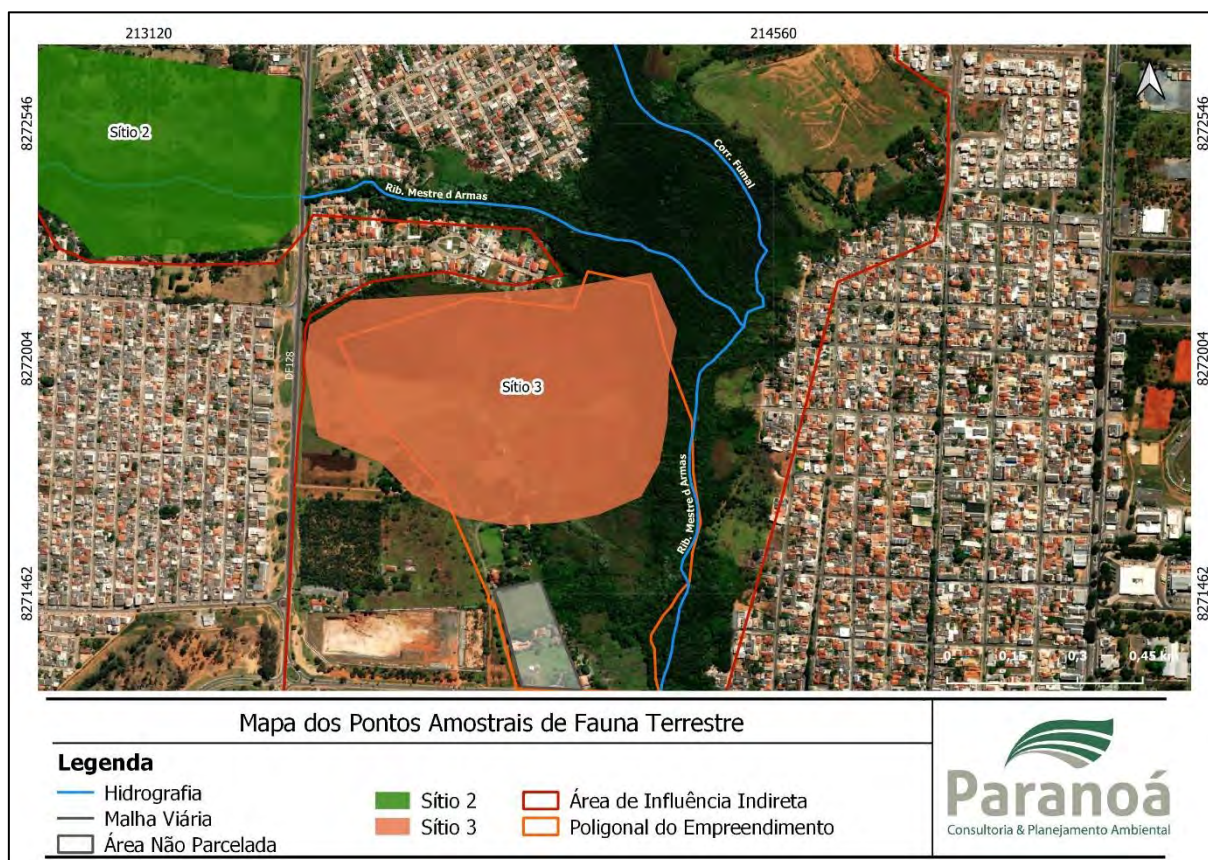 213120 214560
8272546 8272546
Sítio 2
Corr. Fumal
Rib. Mestre d Armas
8272004 8272004
DF128
Sítio 3
Rib. Mestre d Armas
8271462 8271462
0 0,15 0,3 0,45 km
Mapa dos Pontos Amostrais de Fauna Terrestre
Legenda
Hidrografia
Malha Viária
Área Não Parcelada
Sítio 2
Sítio 3
Área de Influência Indireta
Poligonal do Empreendimento
Paranoá
Consultoria & Planejamento Ambiental